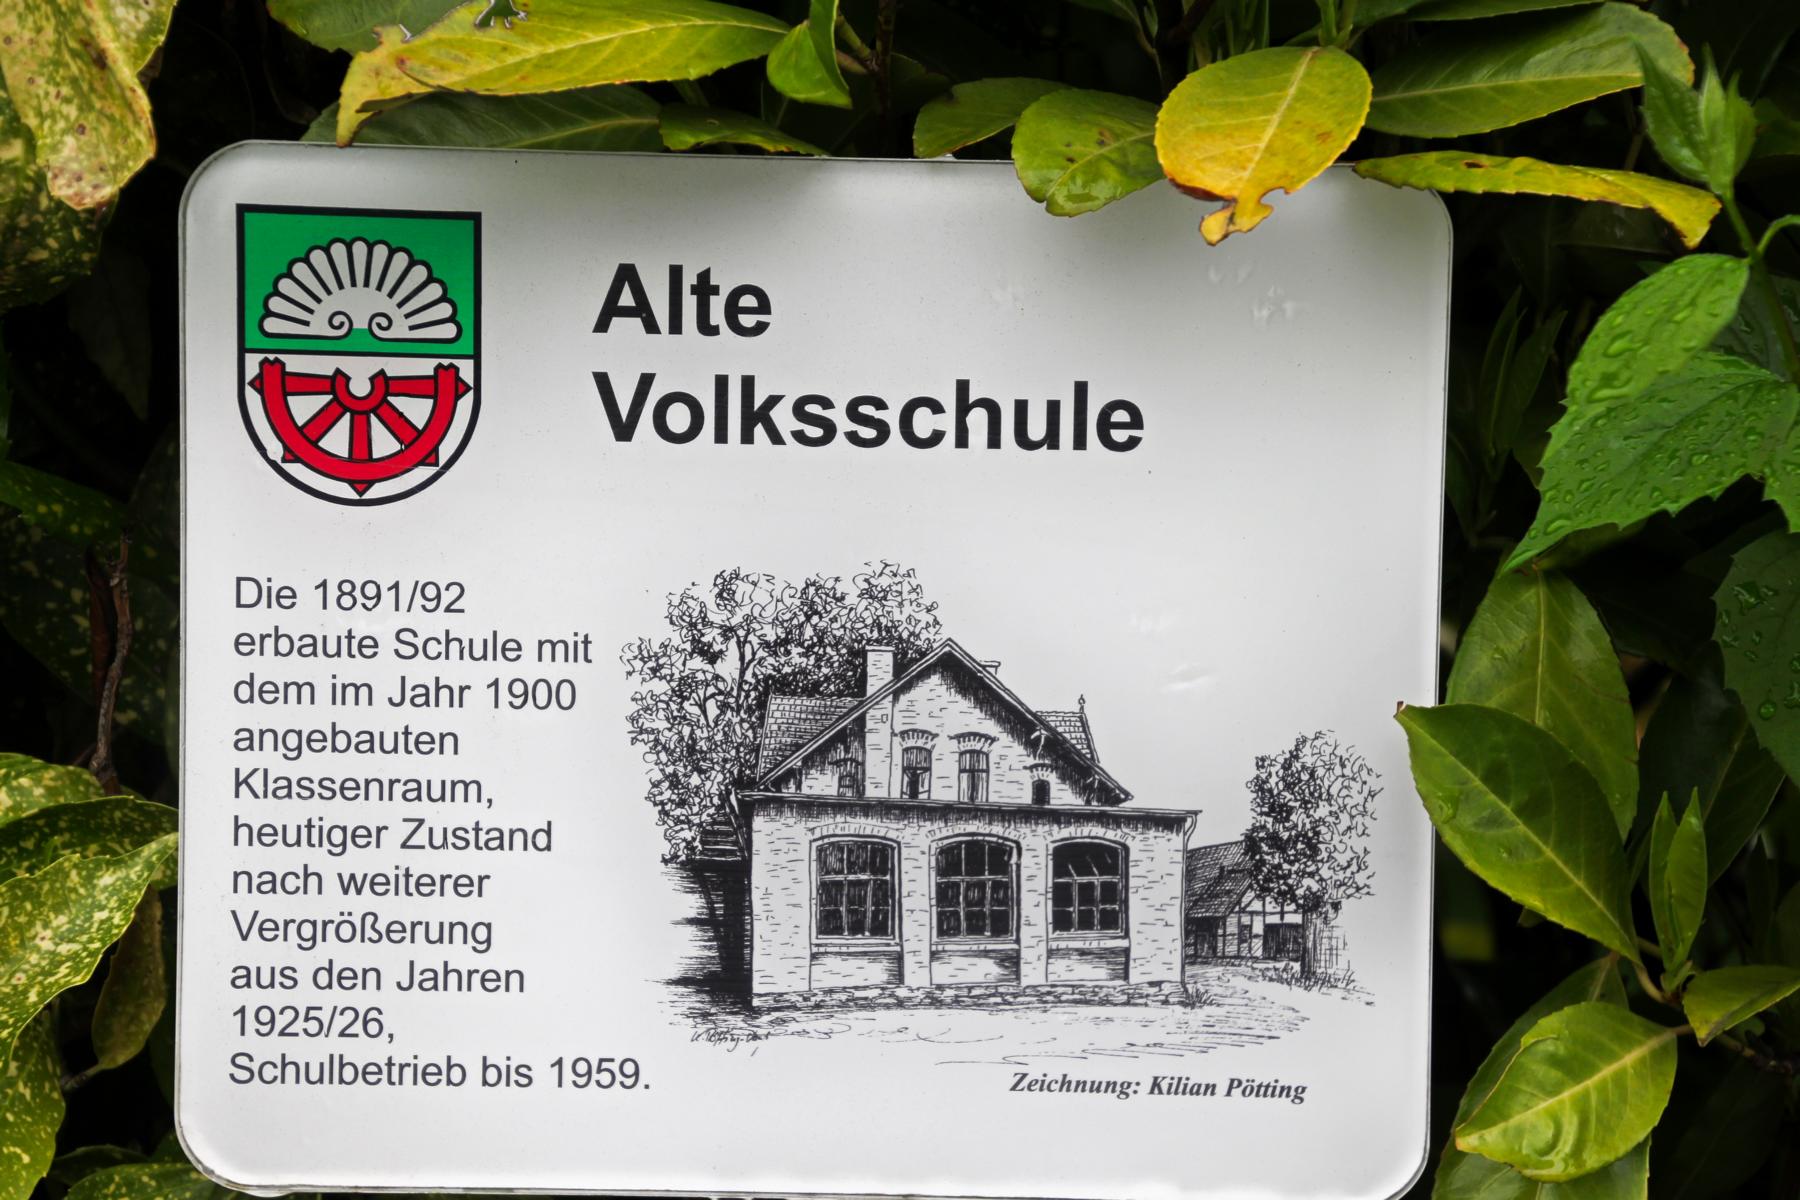 Alte
Volksschule
Die 1891/92
erbaute Schule mit
dem im Jahr 1900
angebauten
Klassenraum,
heutiger Zustand
nach weiterer
Vergrößerung
aus den Jahren
1925/26,
Schulbetrieb bis 1959.
Zeichnung: Kilian Pötting